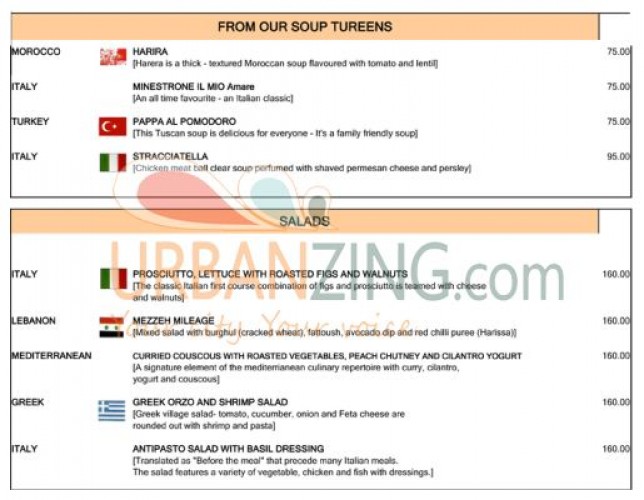 FROM OUR SOUP TUREENS
MOROCCO HARIRA 75.00
[Harera is a thick - textured Moroccan soup flavoured with tomato and lentil]
ITALY MINESTRONE IL MIO Amare 75.00
[An all time favourite - an Italian classic]
TURKEY PAPPA AL POMODORO 75.00
[This Tuscan soup is delicious for everyone - It's a family friendly soup]
ITALY STRACCIATELLA 95.00
[Chicken meat ball clear soup perfumed with shaved permesan cheese and persley]
SALADS
URBANZING.com
Your city Your voice
ITALY PROSCIUTTO, LETTUCE WITH ROASTED FIGS AND WALNUTS 160.00
[The classic Italian first course combination of figs and prosciutto is teamed with cheese
and walnuts]
LEBANON MEZZEH MILEAGE 160.00
[Mixed salad with burghul (cracked wheat), fattoush, avocado dip and red chilli puree (Harissa)]
MEDITERRANEAN CURRIED COUSCOUS WITH ROASTED VEGETABLES, PEACH CHUTNEY AND CILANTRO YOGURT 160.00
[A signature element of the mediterranean culinary repertoire with curry, cilantro,
yogurt and couscous]
GREEK GREEK ORZO AND SHRIMP SALAD 160.00
[Greek village salad- tomato, cucumber. onion and Feta cheese are
rounded out with shrimp and pasta]
ITALY ANTIPASTO SALAD WITH BASIL DRESSING 160.00
[Translated as "Before the meal" that precede many Italian meals.
The salad features a variety of vegetable, chicken and fish with dressings.]